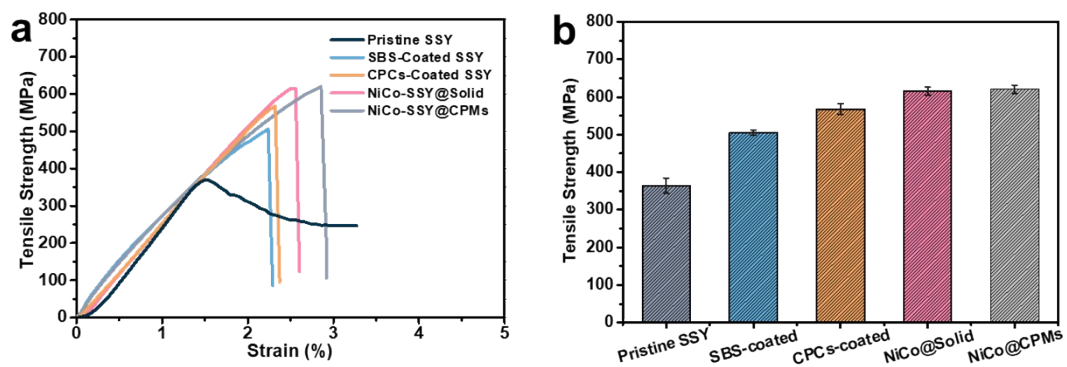 a
Pristine SSY
SBS-Coated SSY
CPCs-Coated SSY
NiCo-SSY@Solid
NiCo-SSY@CPMs
Tensile Strength (MPa)
800
700
600
500
400
300
200
100
0
0 1 2 3 4 5
Strain (%)
b
Tensile Strength (MPa)
800
700
600
500
400
300
200
100
0
Pristine SSY
SBS-coated
CPCs-coated
NiCo@Solid
NiCo@CPMs